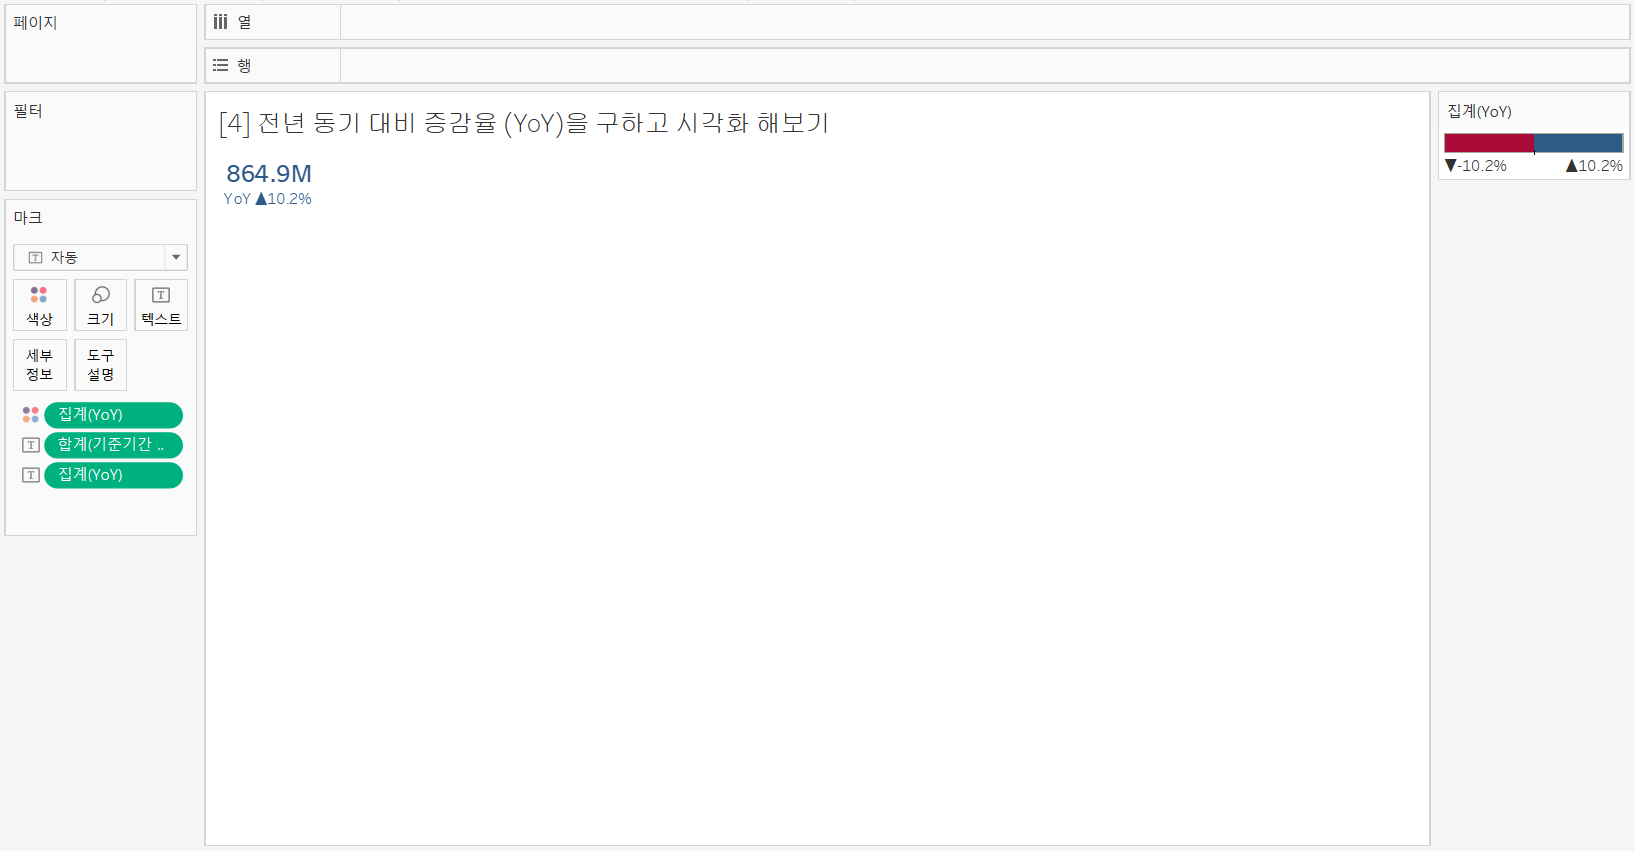 페이지
열
행
필터
[4] 전년 동기 대비 증감율 (YoY)을 구하고 시각화 해보기
864.9M
YoY ▲10.2%
집계(YoY)
▼-10.2% ▲10.2%
마크
자동
색상 크기 텍스트
세부 정보 도구 설명
집계(YoY)
합계(기준기간 ..
집계(YoY)